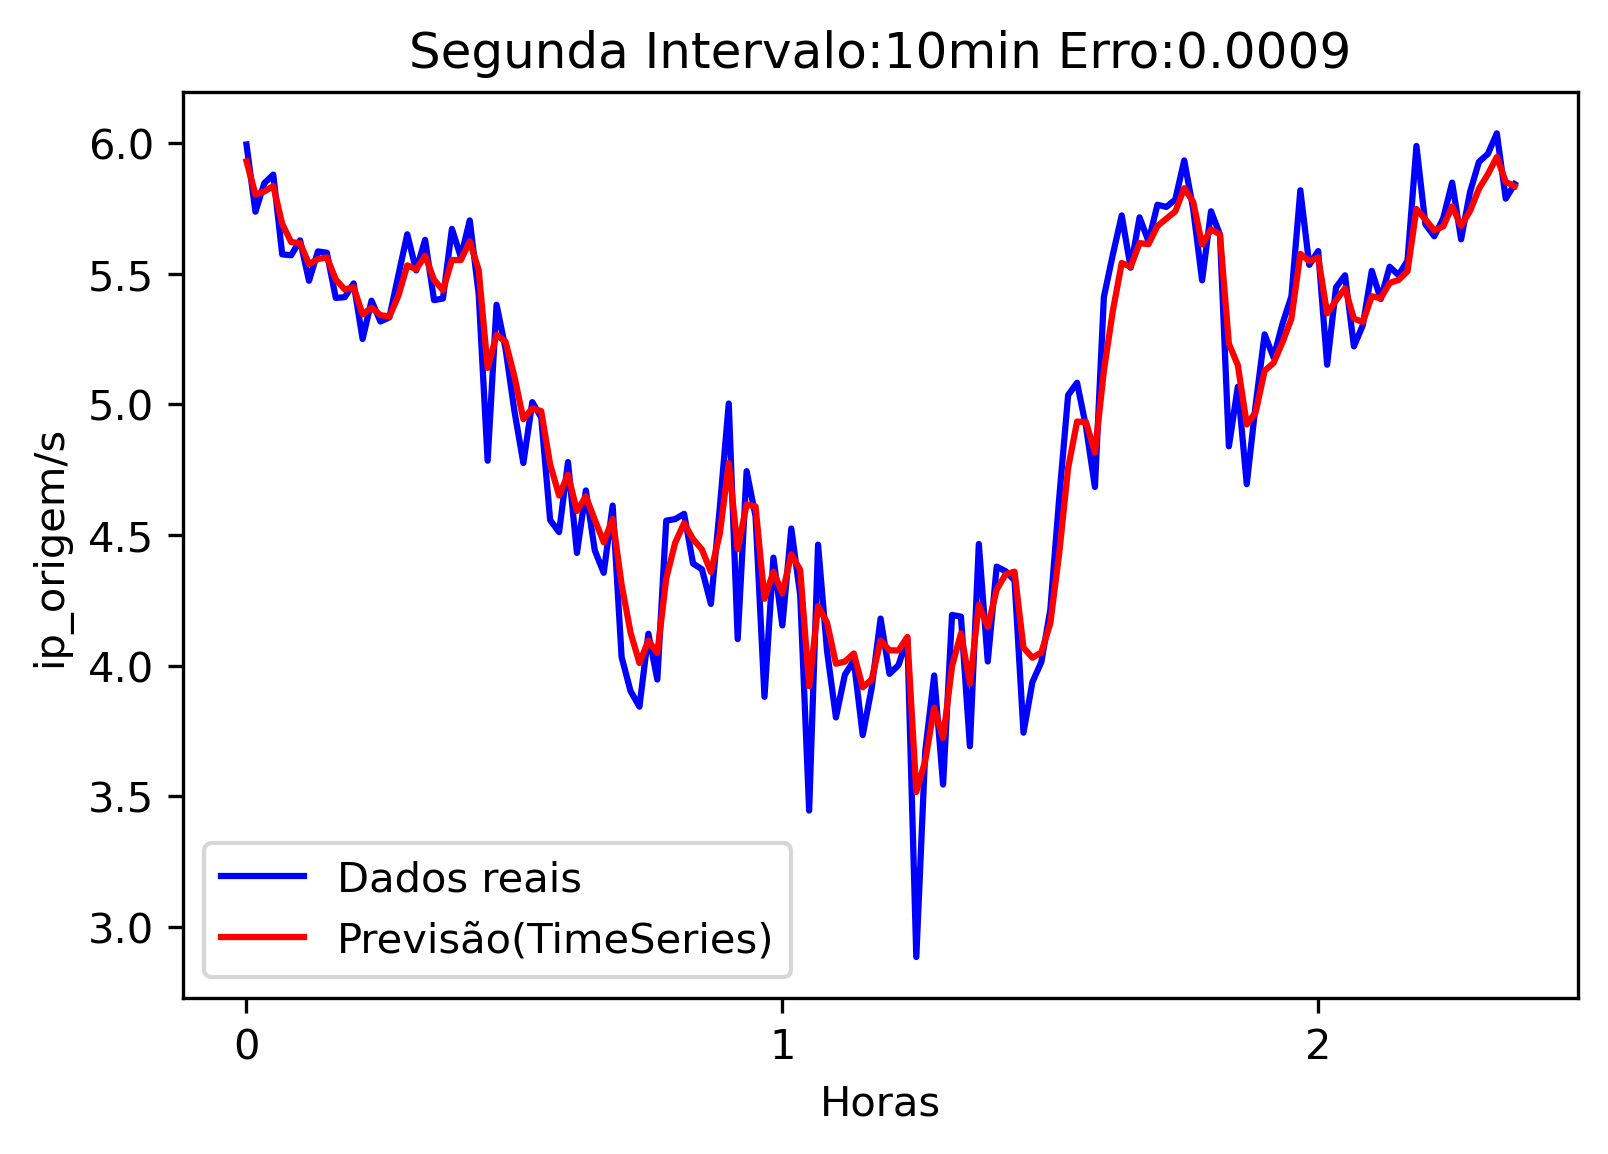 Segunda Intervalo:10min Erro:0.0009
ip_origem/s
6.0
5.5
5.0
4.5
4.0
3.5
3.0
Dados reais
Previsão(TimeSeries)
0 1 2
Horas